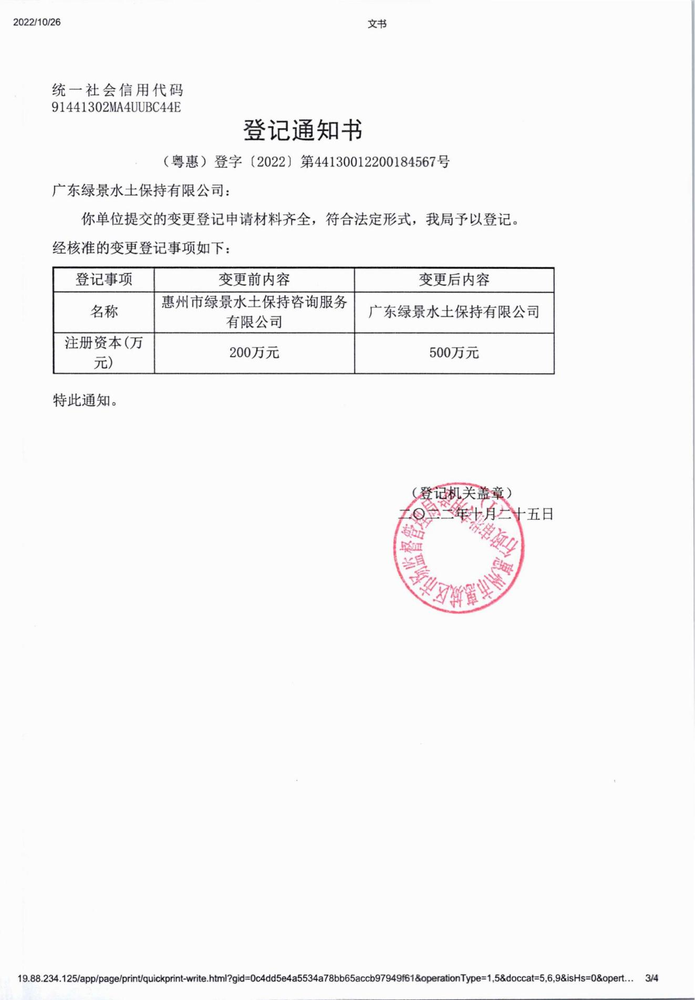 2022/10/26
文书
统一社会信用代码
91441302MA4UUBC44E
登记通知书
（粤惠）登字〔2022〕第44130012200184567号
广东绿景水土保持有限公司：
你单位提交的变更登记申请材料齐全，符合法定形式，我局予以登记。
经核准的变更登记事项如下：
登记事项
变更前内容
变更后内容
名称
惠州市绿景水土保持咨询服务
有限公司
广东绿景水土保持有限公司
注册资本(万
元)
200万元
500万元
特此通知。
（登记机关盖章）
二〇二二年十月二十五日
惠州市惠城区市场监督管理局
行政审批专用章
(1)
19.88.234.125/app/page/print/quickprint-write.html?gid=0c4dd5e4a5534a78bb65accb97949f61&operationType=1,5&doccat=5,6,9&isHs=0&opert... 3/4